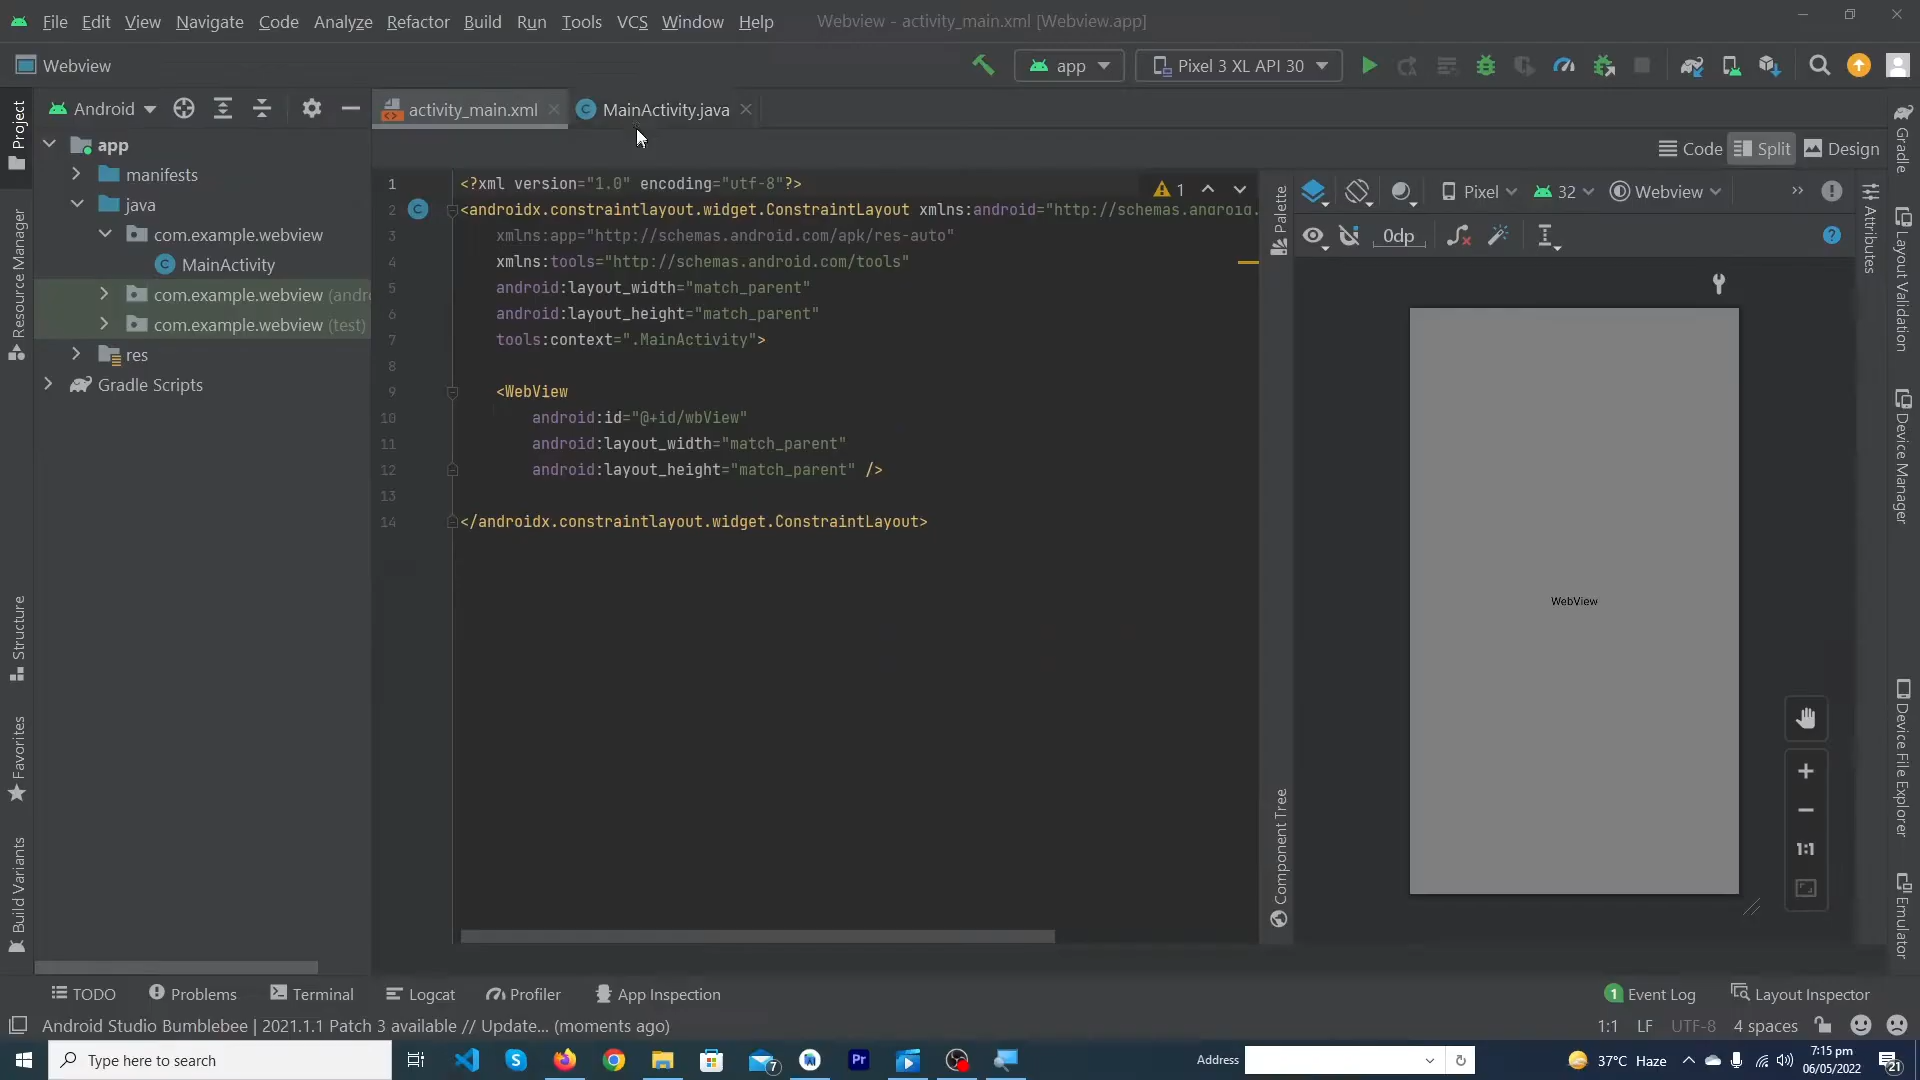 File Edit View Navigate Code Analyze Refactor Build Run Tools VCS Window Help Webview - activity_main.xml [Webview.app]
Webview app Pixel 3 XL API 30
Android activity_main.xml MainActivity.java
Code Split Design
Project
Resource Manager
Structure
Favorites
Build Variants
app
manifests
java
com.example.webview
MainActivity
com.example.webview (andr
com.example.webview (test)
res
Gradle Scripts
1 <?xml version="1.0" encoding="utf-8"?>
2 <androidx.constraintlayout.widget.ConstraintLayout xmlns:android="http://schemas.android.
3 xmlns:app="http://schemas.android.com/apk/res-auto"
4 xmlns:tools="http://schemas.android.com/tools"
5 android:layout_width="match_parent"
6 android:layout_height="match_parent"
7 tools:context=".MainActivity">
8
9 <WebView
10 android:id="@+id/wbView"
11 android:layout_width="match_parent"
12 android:layout_height="match_parent" />
13
14 </androidx.constraintlayout.widget.ConstraintLayout>
1
Palette
Component Tree
Pixel 32 Webview
0dp
WebView
1:1
Attributes
Gradle
Layout Validation
Device Manager
Device File Explorer
Emulator
TODO Problems Terminal Logcat Profiler App Inspection 1 Event Log Layout Inspector
Android Studio Bumblebee | 2021.1.1 Patch 3 available // Update... (moments ago) 1:1 LF UTF-8 4 spaces
Type here to search 7 Pr Address 37°C Haze 7:15 pm
06/05/2022 21